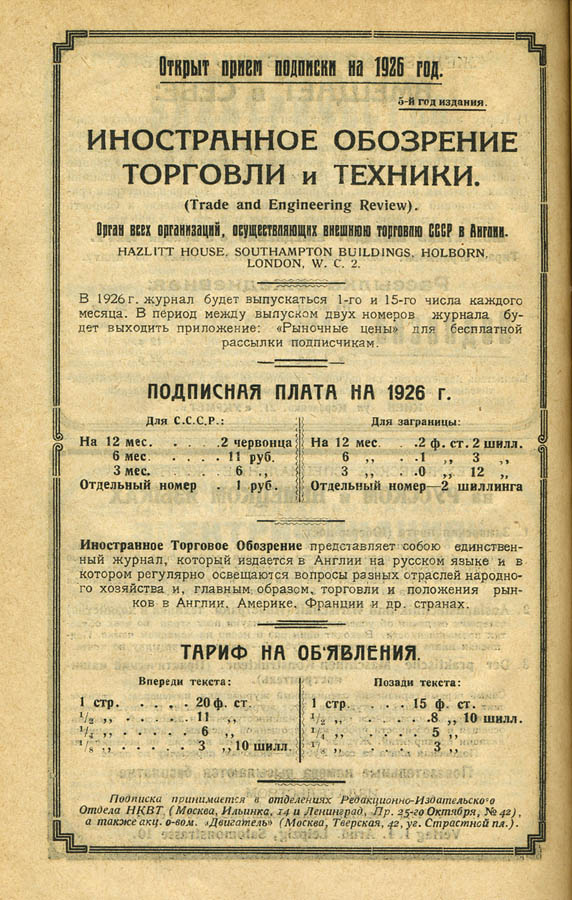 Открыт прием подписки на 1926 год.
5-й год издания.
ИНОСТРАННОЕ ОБОЗРЕНИЕ
ТОРГОВЛИ и ТЕХНИКИ.
(Trade and Engineering Review).
Орган всех организаций, осуществляющих внешнюю торговлю СССР в Англии.
HAZLITT HOUSE, SOUTHAMPTON BUILDINGS, HOLBORN,
LONDON, W. C. 2.
В 1926 г. журнал будет выпускаться 1-го и 15-го числа каждого
месяца. В период между выпуском двух номеров журнала бу-
дет выходить приложение: «Рыночные цены» для бесплатной
рассылки подписчикам.
ПОДПИСНАЯ ПЛАТА НА 1926 г.
Для С.С.С.Р.:
На 12 мес. . . . . 2 червонца
6 мес. . . . . . 11 руб.
3 мес. . . . . . 6 „
Отдельный номер . 1 руб.
Для заграницы:
На 12 мес. . . 2 ф. ст. 2 шилл.
6 „ . . 1 „ 3 „
3 „ . . 0 „ 12 „
Отдельный номер—2 шиллинга
Иностранное Торговое Обозрение представляет собою единствен-
ный журнал, который издается в Англии на русском языке и в
котором регулярно освещаются вопросы разных отраслей народно-
го хозяйства и, главным образом, торговли и положения рын-
ков в Англии, Америке, Франции и др. странах.
ТАРИФ НА ОБ'ЯВЛЕНИЯ.
Впереди текста:
1 стр. . . . . 20 ф. ст.
1/2 „ . . . . . 11 „
1/4 „ . . . . . 6 „
1/8 „ . . . . . 3 „ 10 шилл.
Позади текста:
1 стр. . . . . 15 ф. ст.
1/2 „ . . . . . 8 „ 10 шилл.
1/4 „ . . . . . 5 „
1/8 „ . . . . . 3 „
Подписка принимается в отделениях Редакционно-Издательского
Отдела НКВТ (Москва, Ильинка, 14 и Ленинград, Пр. 25-го Октября, № 42),
а также акц. о-вом. «Двигатель» (Москва, Тверская, 42, уг. Страстной пл.).